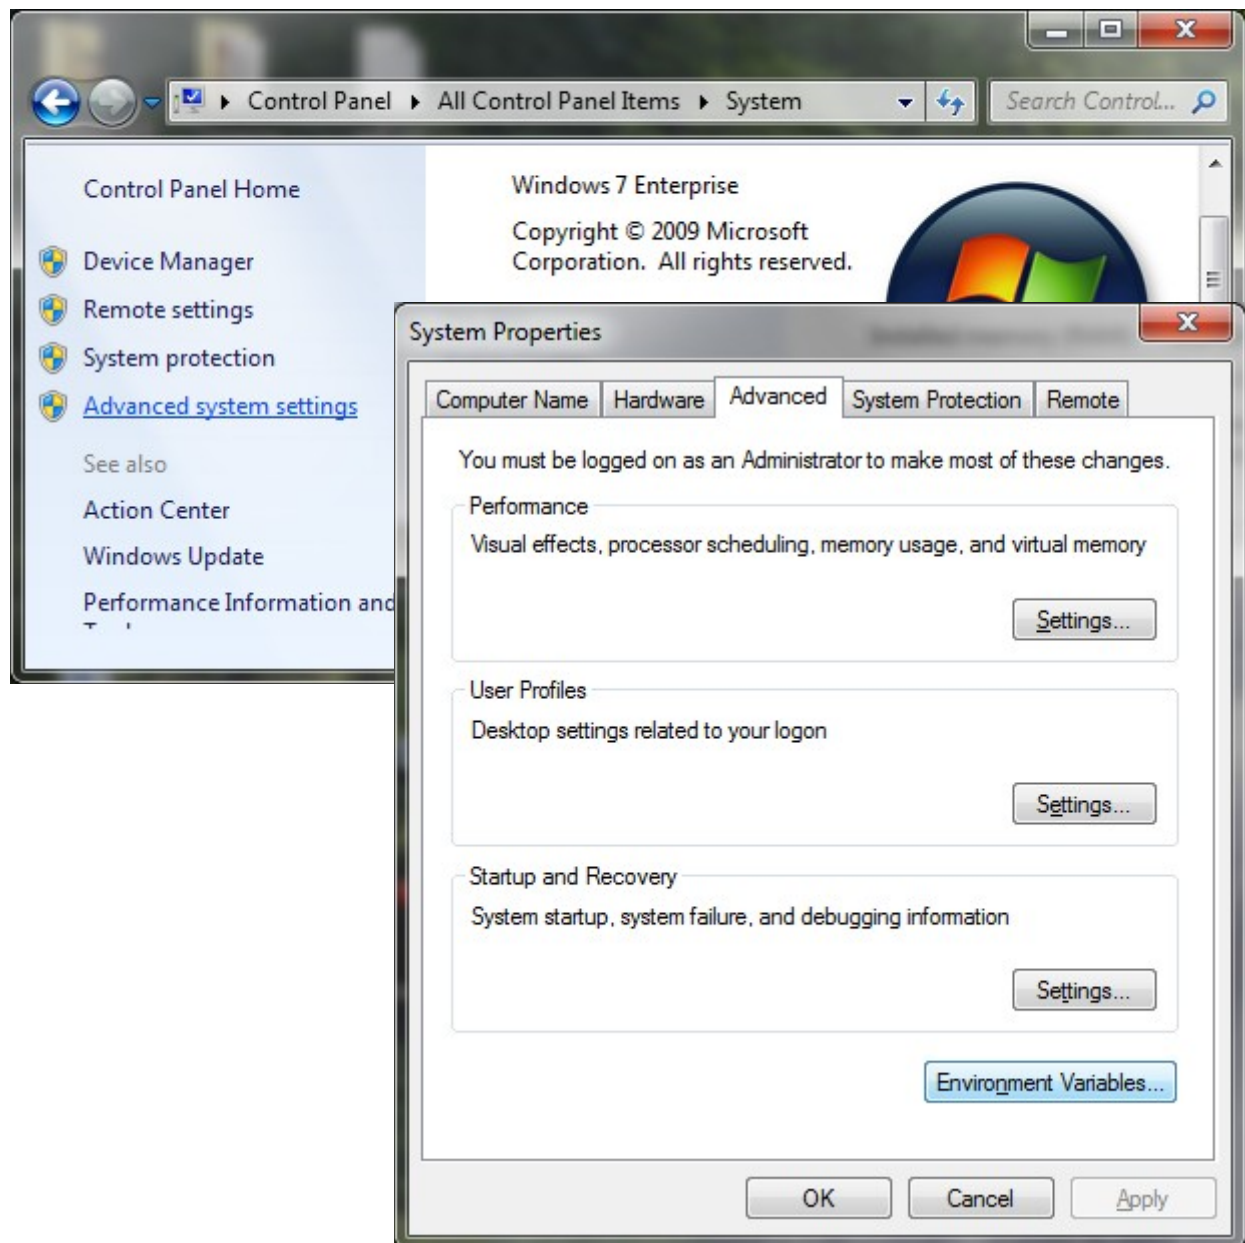 Control Panel ▸ All Control Panel Items ▸ System
Search Control...
Control Panel Home
Device Manager
Remote settings
System protection
Advanced system settings
See also
Action Center
Windows Update
Performance Information and
Windows 7 Enterprise
Copyright © 2009 Microsoft
Corporation. All rights reserved.
System Properties
Computer Name
Hardware
Advanced
System Protection
Remote
You must be logged on as an Administrator to make most of these changes.
Performance
Visual effects, processor scheduling, memory usage, and virtual memory
Settings...
User Profiles
Desktop settings related to your logon
Settings...
Startup and Recovery
System startup, system failure, and debugging information
Settings...
Environment Variables...
OK
Cancel
Apply